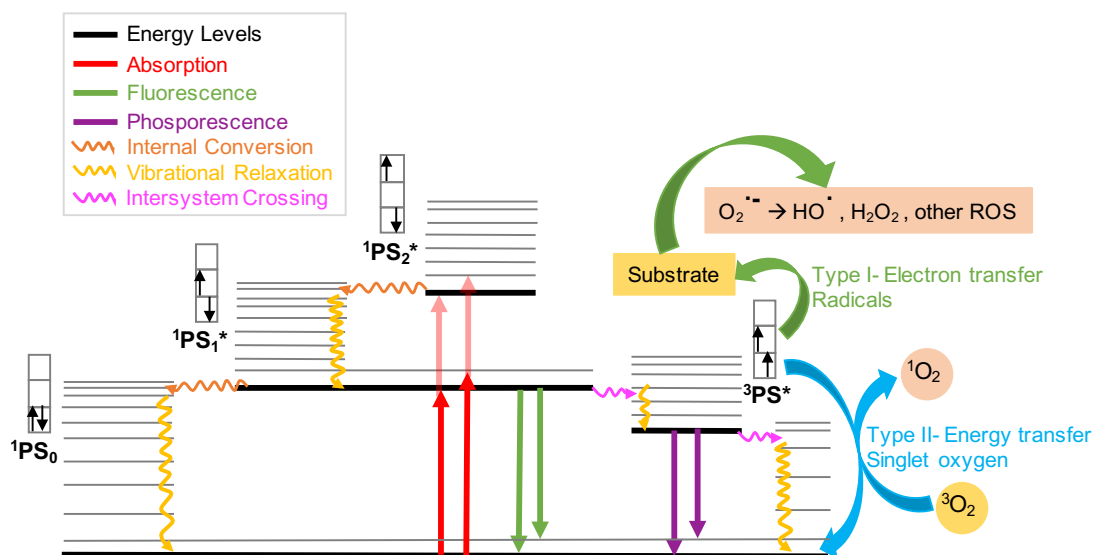 Energy Levels
Absorption
Fluorescence
Phosporescence
Internal Conversion
Vibrational Relaxation
Intersystem Crossing
¹PS₂*
O₂·⁻ → HO·, H₂O₂, other ROS
Substrate
Type I- Electron transfer
Radicals
¹PS₁*
³PS*
¹O₂
¹PS₀
Type II- Energy transfer
Singlet oxygen
³O₂